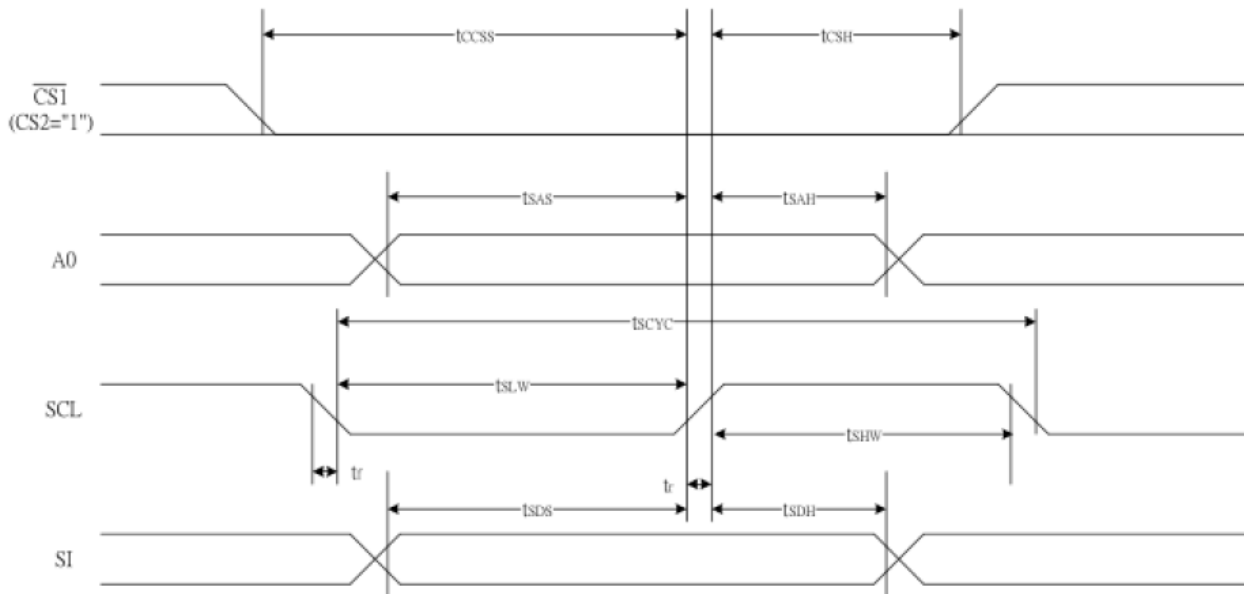 tCCSS
tCSH
CS1
(CS2="1")
tSAS
tSAH
A0
tSCYC
tSLW
SCL
tSHW
tf
tr
tSDS
tSDH
SI